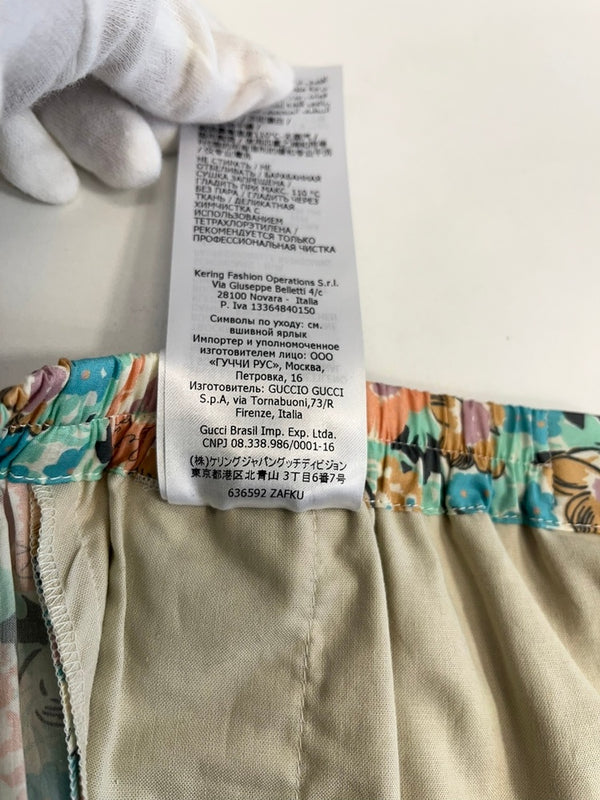 НЕ СТИРАТЬ / НЕ
ОТБЕЛИВАТЬ / БАРАБАННАЯ
СУШКА ЗАПРЕЩЕНА /
ГЛАДИТЬ ПРИ МАКС. 110 °C
БЕЗ ПАРА / ГЛАДИТЬ ЧЕРЕЗ
ТКАНЬ / ДЕЛИКАТНАЯ
ХИМЧИСТКА С
ИСПОЛЬЗОВАНИЕМ
ТЕТРАХЛОРЭТИЛЕНА /
РЕКОМЕНДУЕТСЯ ТОЛЬКО
ПРОФЕССИОНАЛЬНАЯ ЧИСТКА
Kering Fashion Operations S.r.l.
Via Giuseppe Belletti 4/c
28100 Novara - Italia
P. Iva 13364840150
Символы по уходу: см.
вшивной ярлык
Импортер и уполномоченное
изготовителем лицо: ООО
«ГУЧЧИ РУС», Москва,
Петровка, 16
Изготовитель: GUCCIO GUCCI
S.p.A, via Tornabuoni,73/R
Firenze, Italia
Gucci Brasil Imp. Exp. Ltda.
CNPJ 08.338.986/0001-16
(株)ケリングジャパングッチディビジョン
東京都港区北青山 3丁目6番7号
636592 ZAFKU